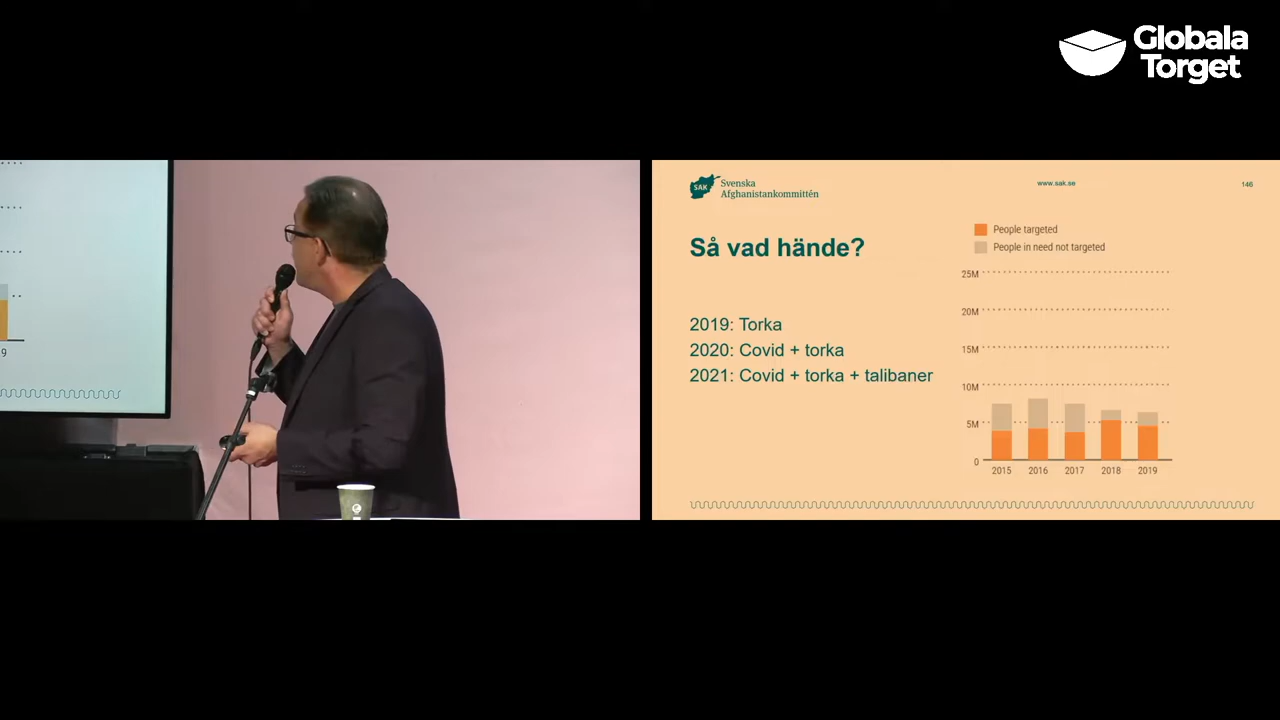 Globala
Torget
SAK
Svenska
Afghanistankommittén
www.sak.se
146
Så vad hände?
2019: Torka
2020: Covid + torka
2021: Covid + torka + talibaner
People targeted
People in need not targeted
25M
20M
15M
10M
5M
0
2015 2016 2017 2018 2019
9